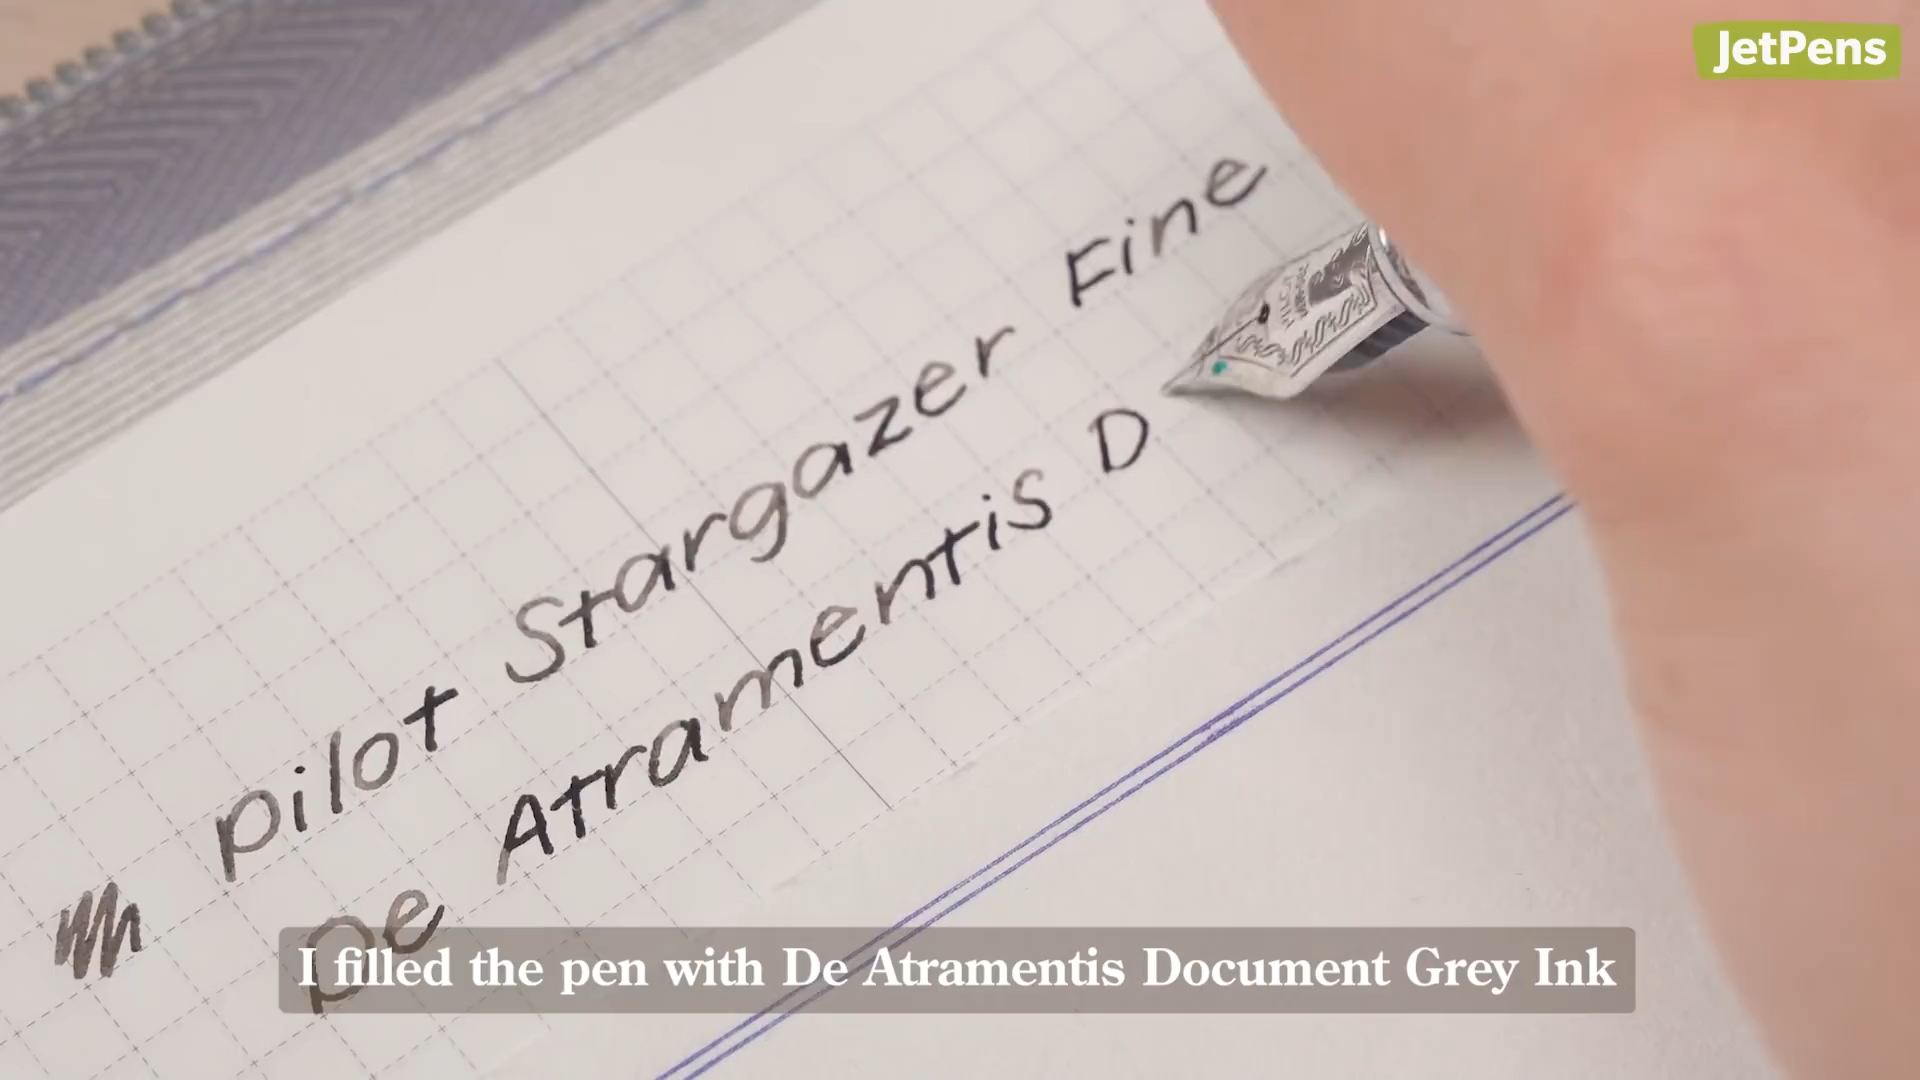 JetPens
Pilot Stargazer Fine
De Atramentis D
I filled the pen with De Atramentis Document Grey Ink